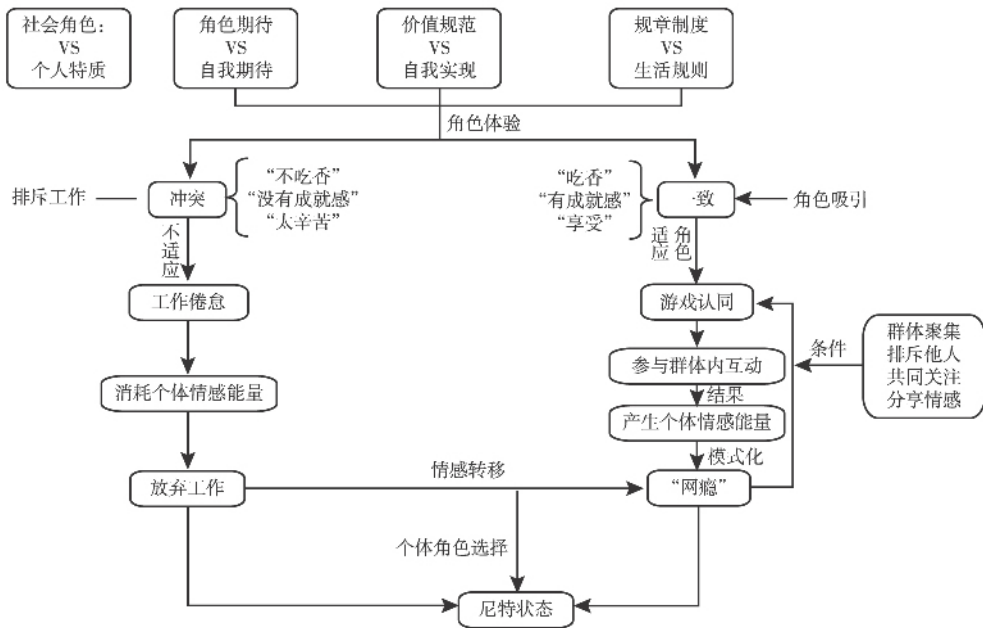 社会角色：
VS
个人特质
角色期待
VS
自我期待
价值规范
VS
自我实现
规章制度
VS
生活规则
角色体验
排斥工作
冲突
“不吃香”
“没有成就感”
“太辛苦”
“吃香”
“有成就感”
“享受”
一致
角色吸引
不适应
角色
适应
工作倦怠
游戏认同
参与群体内互动
条件
群体聚集
排斥他人
共同关注
分享情感
消耗个体情感能量
结果
产生个体情感能量
模式化
放弃工作
情感转移
“网瘾”
个体角色选择
尼特状态